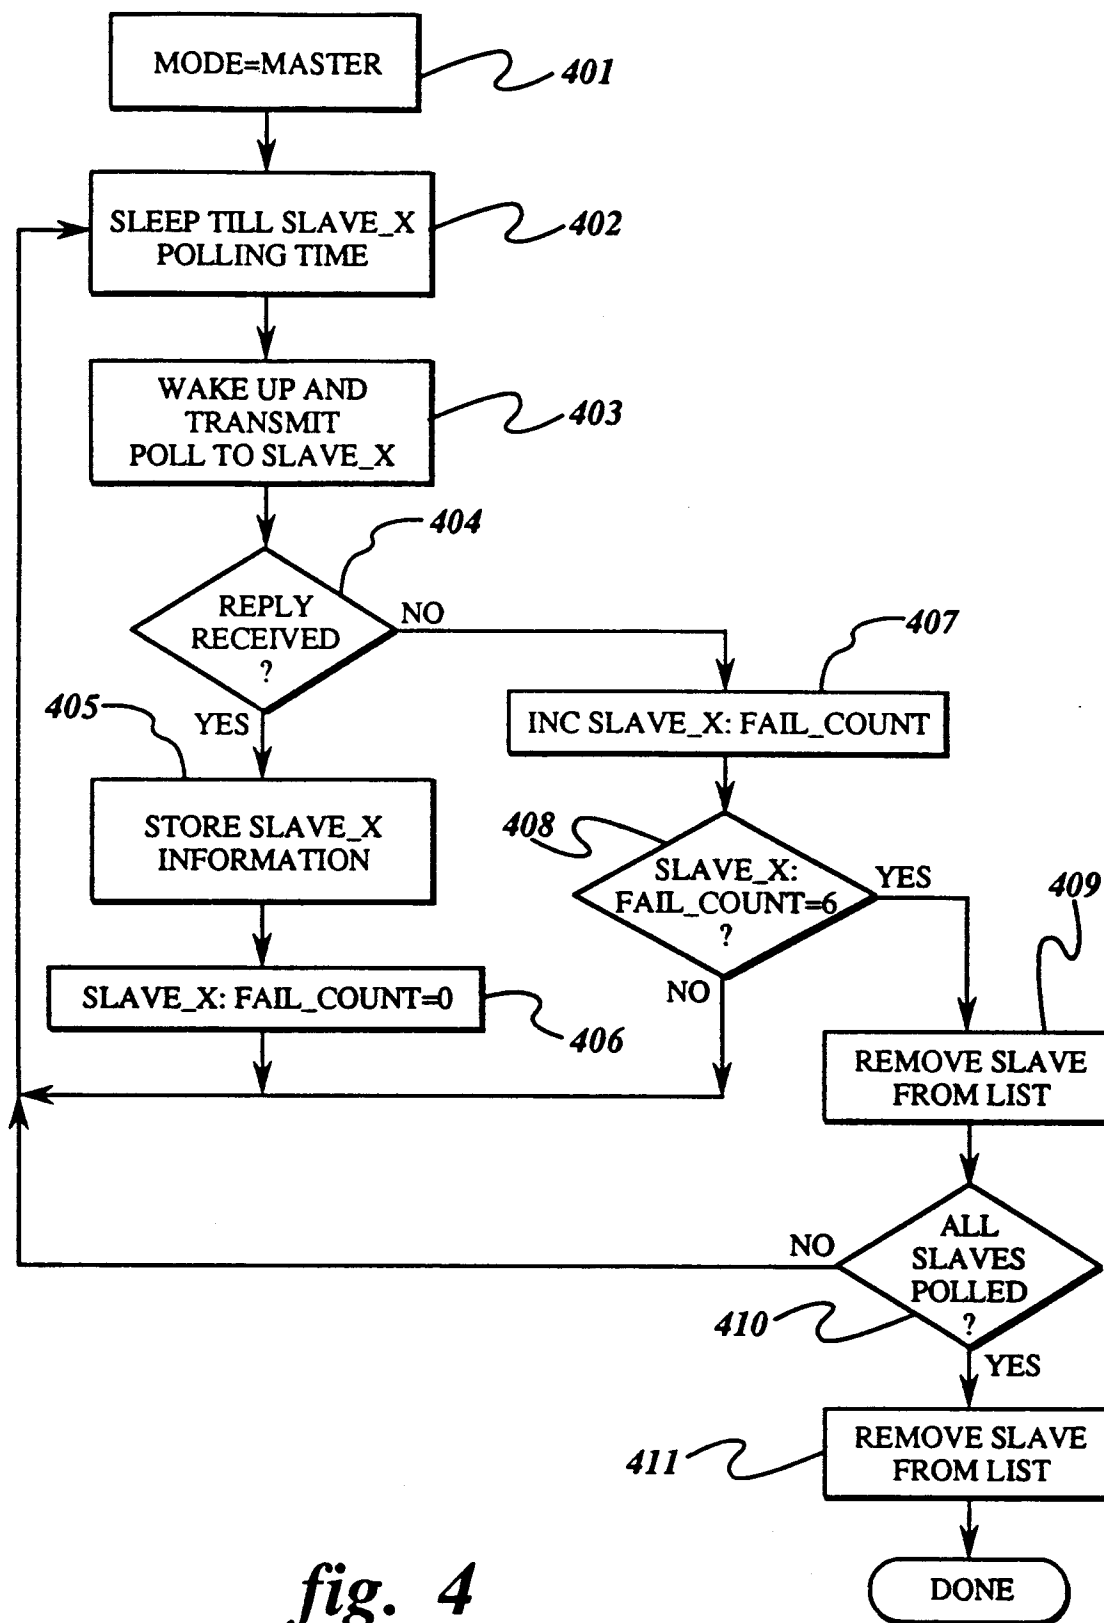 MODE=MASTER
401
SLEEP TILL SLAVE_X
POLLING TIME
402
WAKE UP AND
TRANSMIT
POLL TO SLAVE_X
403
404
REPLY
RECEIVED
?
NO
YES
405
STORE SLAVE_X
INFORMATION
SLAVE_X: FAIL_COUNT=0
406
407
INC SLAVE_X: FAIL_COUNT
408
SLAVE_X:
FAIL_COUNT=6
?
YES
NO
409
REMOVE SLAVE
FROM LIST
ALL
SLAVES
POLLED
?
NO
410
YES
REMOVE SLAVE
FROM LIST
411
DONE
fig. 4